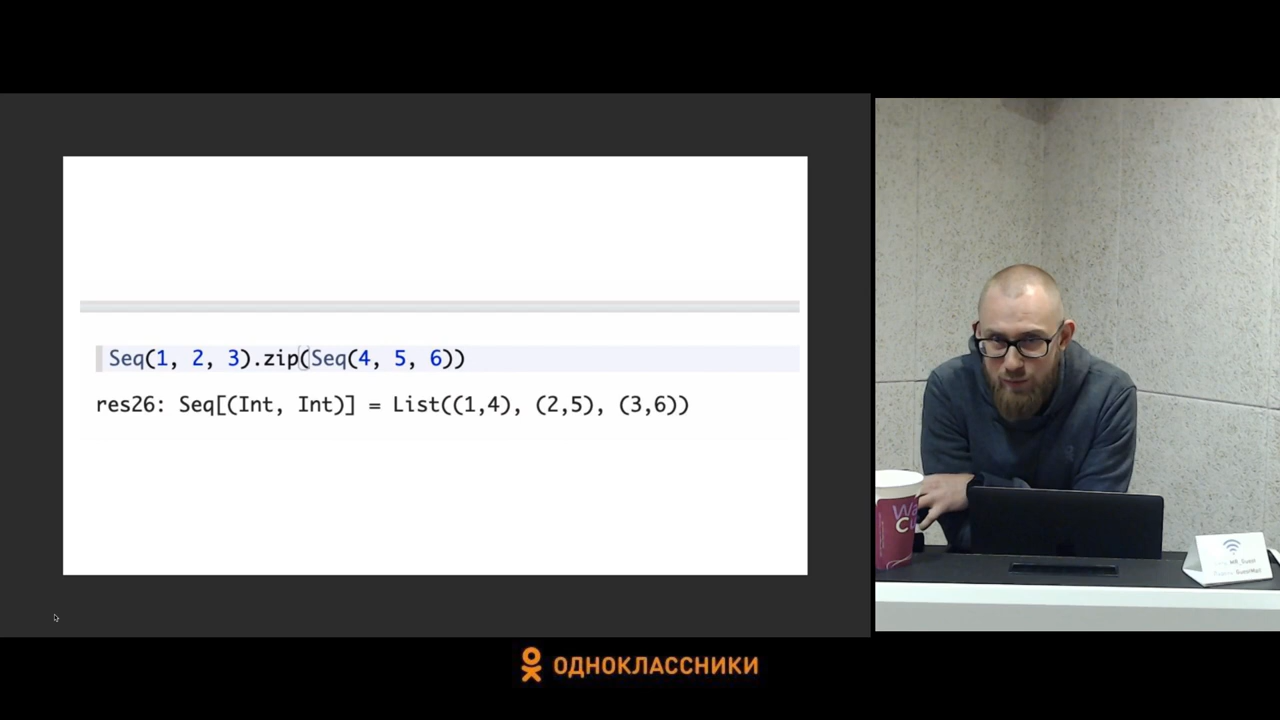 Seq(1, 2, 3).zip(Seq(4, 5, 6))
res26: Seq[(Int, Int)] = List((1,4), (2,5), (3,6))
ОДНОКЛАССНИКИ